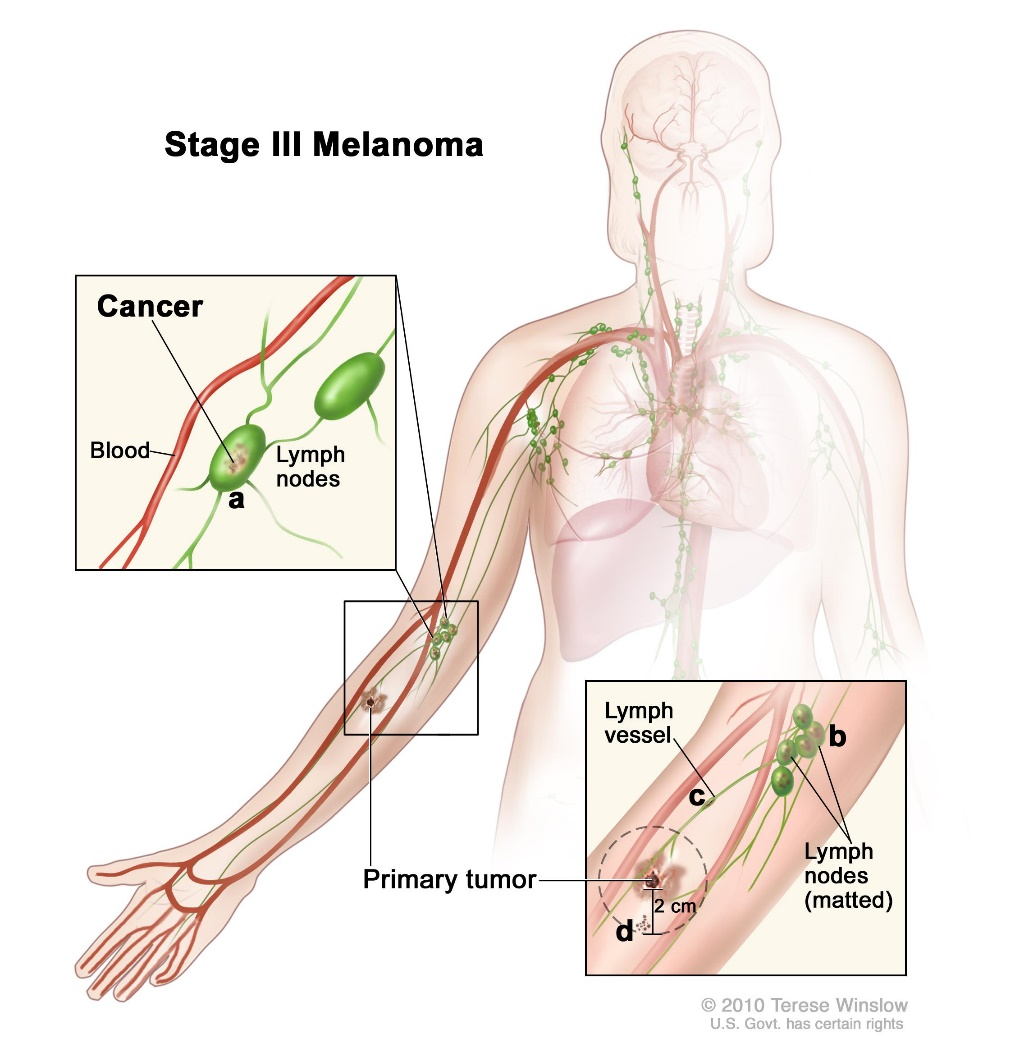 Stage III Melanoma
Cancer
Blood
Lymph
nodes
a
Lymph
vessel
b
c
Lymph
nodes
(matted)
Primary tumor
2 cm
d
© 2010 Terese Winslow
U.S. Govt. has certain rights